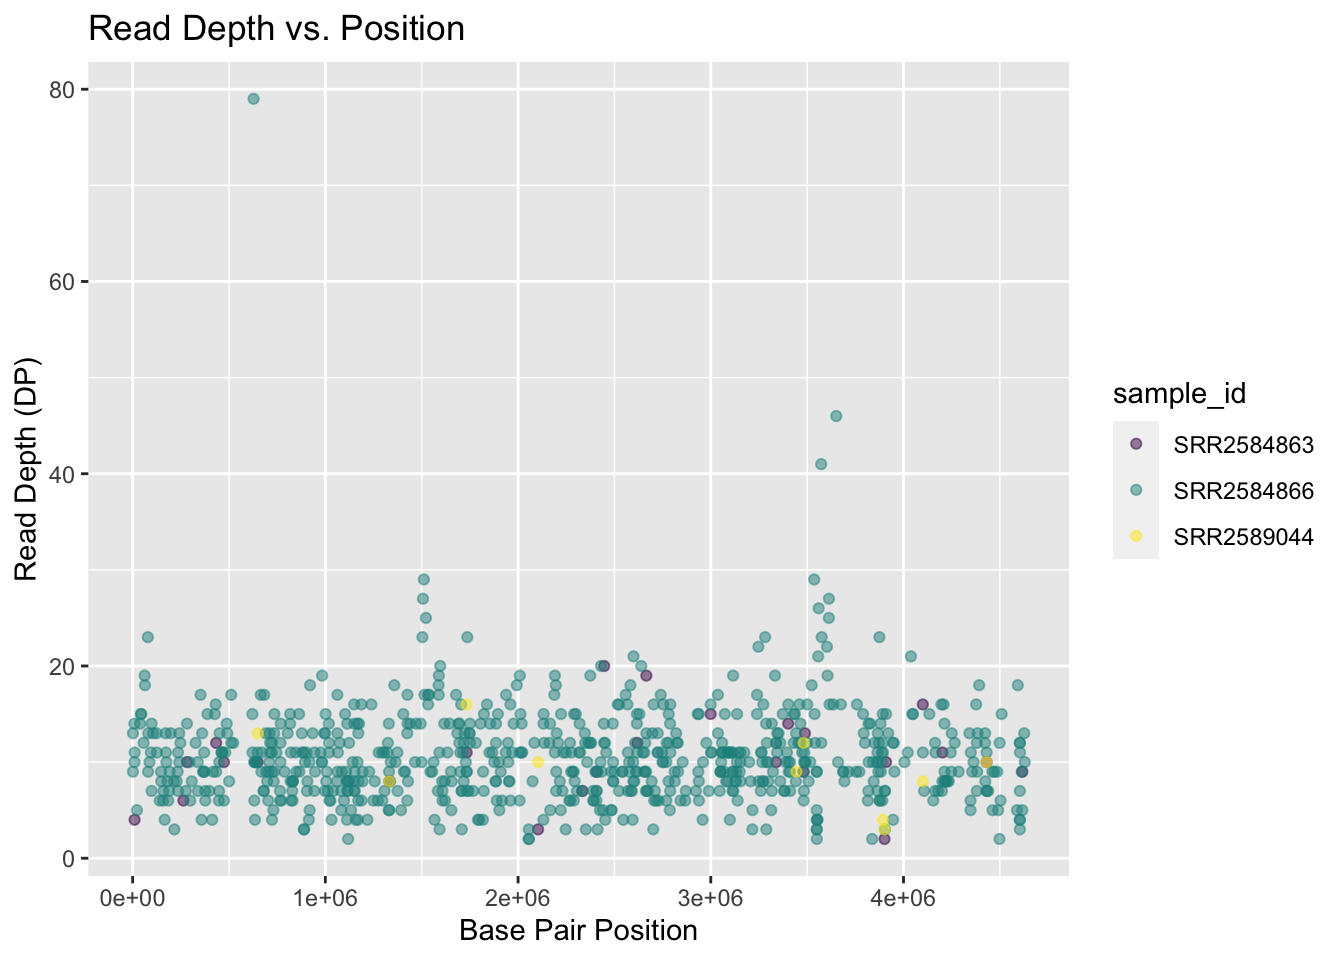 Read Depth vs. Position
80
60
40
20
0
Read Depth (DP)
0e+00 1e+06 2e+06 3e+06 4e+06
Base Pair Position
sample_id
SRR2584863
SRR2584866
SRR2589044